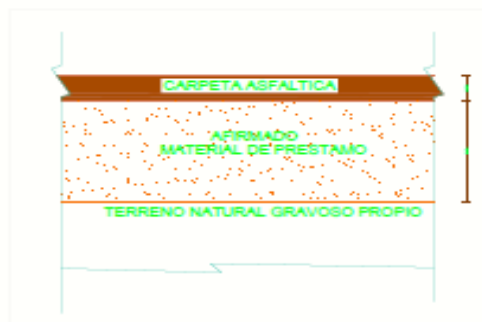 CARPETA ASFALTICA
AFIRMADO
MATERIAL DE PRESTAMO
TERRENO NATURAL GRAVOSO PROPIO